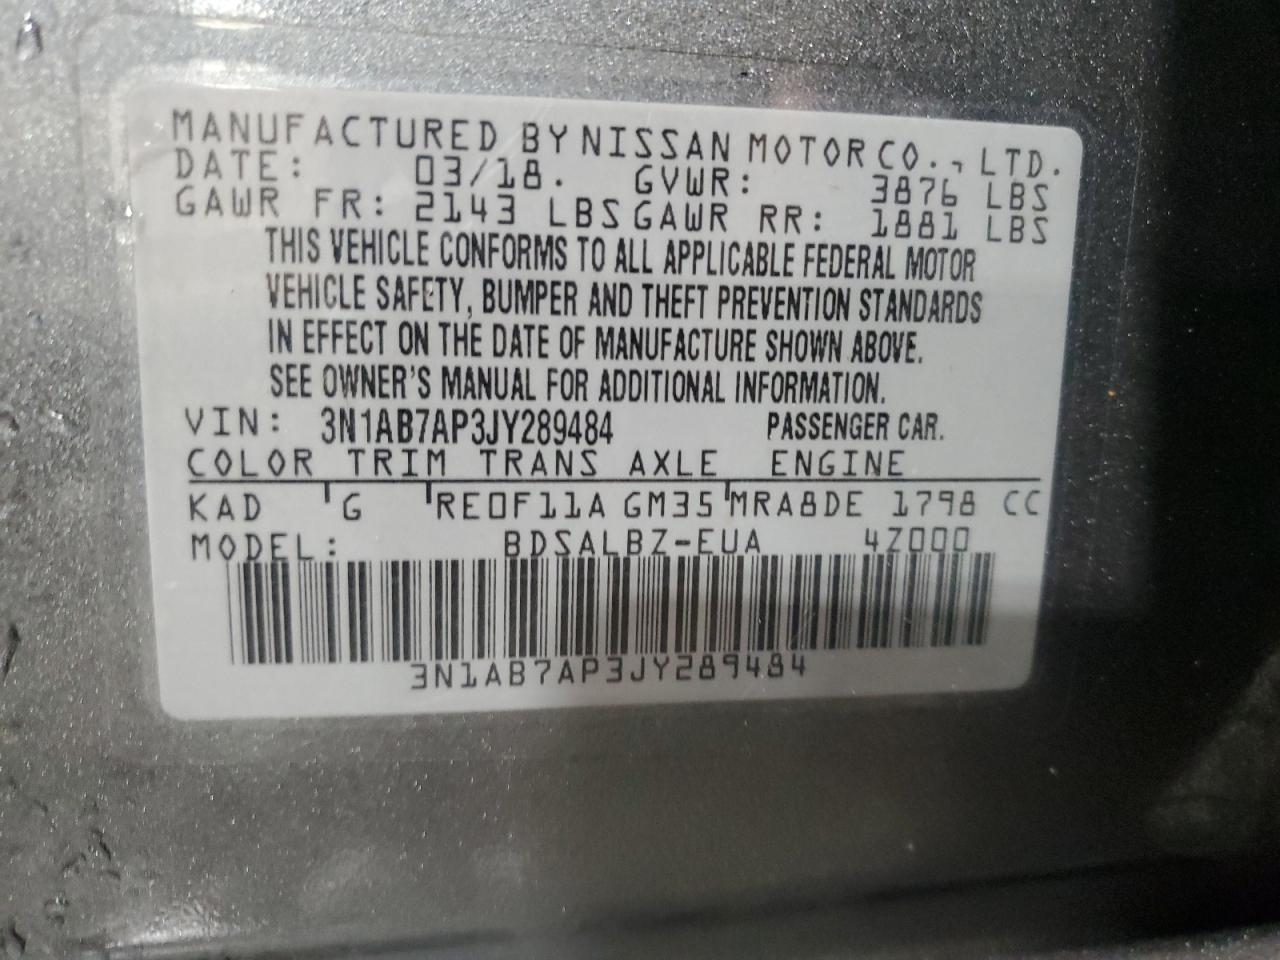 MANUFACTURED BY NISSAN MOTOR CO., LTD.
DATE: 03/18. GVWR: 3876 LBS
GAWR FR: 2143 LBS GAWR RR: 1881 LBS
THIS VEHICLE CONFORMS TO ALL APPLICABLE FEDERAL MOTOR
VEHICLE SAFETY, BUMPER AND THEFT PREVENTION STANDARDS
IN EFFECT ON THE DATE OF MANUFACTURE SHOWN ABOVE.
SEE OWNER'S MANUAL FOR ADDITIONAL INFORMATION.
VIN: 3N1AB7AP3JY289484 PASSENGER CAR.
COLOR TRIM TRANS AXLE ENGINE
KAD G RE0F11A GM35 MRA8DE 1798 CC
MODEL: BDSALBZ-EUA 4Z000
3N1AB7AP3JY289484